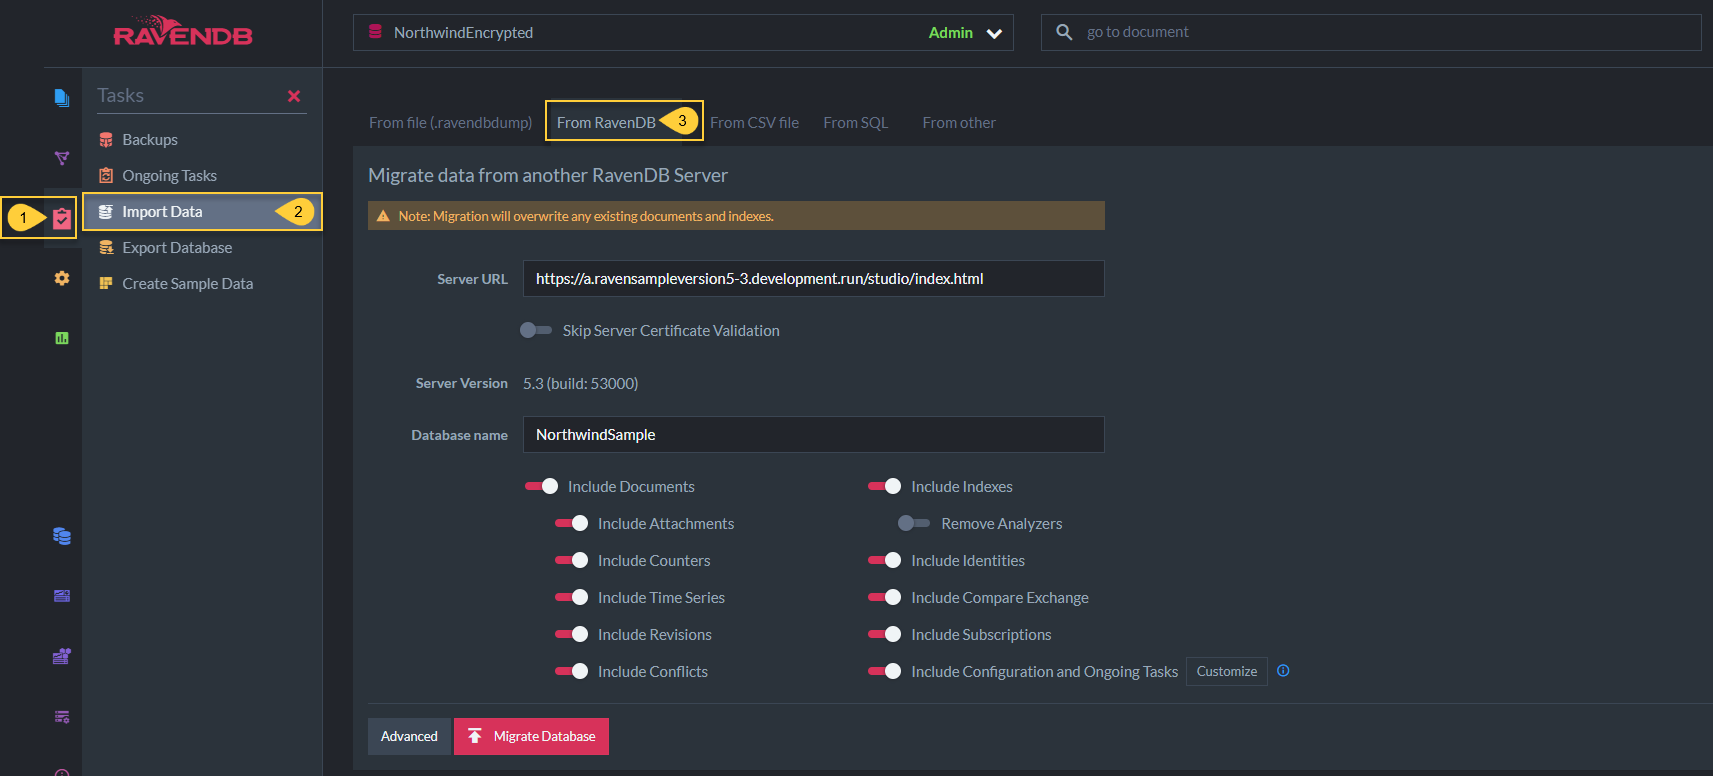 RAVENDB
NorthwindEncrypted
Admin
go to document
Tasks
Backups
Ongoing Tasks
1
Import Data
2
Export Database
Create Sample Data
From file (.ravendbdump)
From RavenDB
3
From CSV file
From SQL
From other
Migrate data from another RavenDB Server
Note: Migration will overwrite any existing documents and indexes.
Server URL
https://a.ravensampleversion5-3.development.run/studio/index.html
Skip Server Certificate Validation
Server Version
5.3 (build: 53000)
Database name
NorthwindSample
Include Documents
Include Indexes
Include Attachments
Remove Analyzers
Include Counters
Include Identities
Include Time Series
Include Compare Exchange
Include Revisions
Include Subscriptions
Include Conflicts
Include Configuration and Ongoing Tasks
Customize
Advanced
Migrate Database